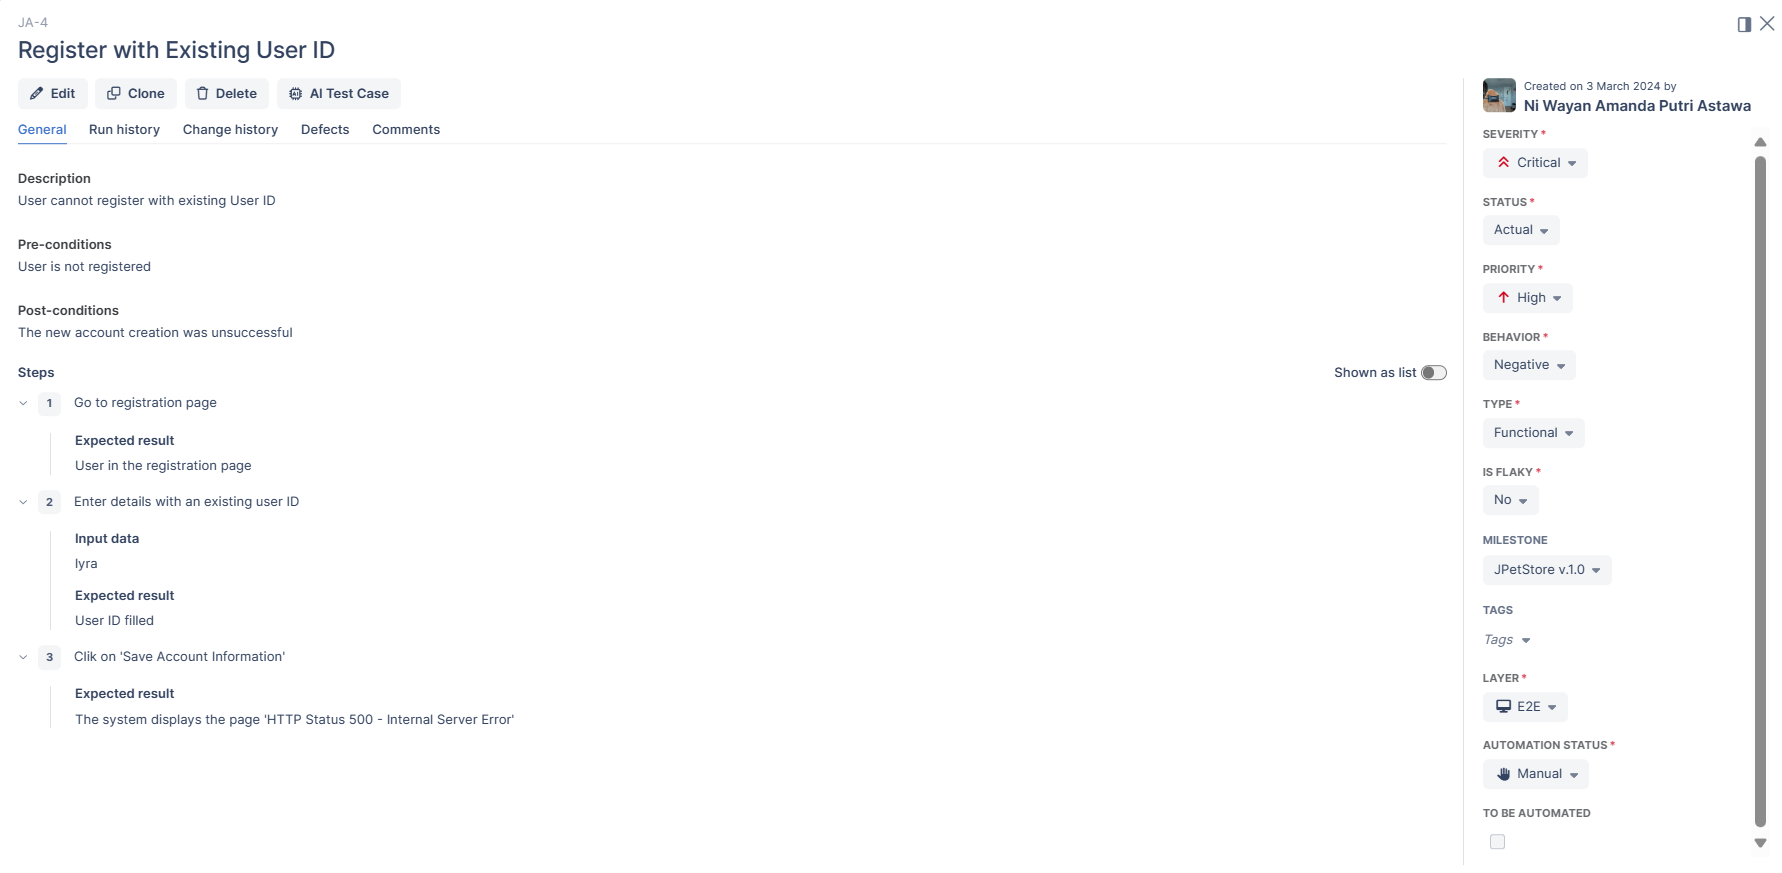 JA-4
Register with Existing User ID
Edit
Clone
Delete
AI Test Case
General
Run history
Change history
Defects
Comments
Description
User cannot register with existing User ID
Pre-conditions
User is not registered
Post-conditions
The new account creation was unsuccessful
Steps
Shown as list
1 Go to registration page
Expected result
User in the registration page
2 Enter details with an existing user ID
Input data
lyra
Expected result
User ID filled
3 Clik on 'Save Account Information'
Expected result
The system displays the page 'HTTP Status 500 - Internal Server Error'
Created on 3 March 2024 by
Ni Wayan Amanda Putri Astawa
SEVERITY *
Critical
STATUS *
Actual
PRIORITY *
High
BEHAVIOR *
Negative
TYPE *
Functional
IS FLAKY *
No
MILESTONE
JPetStore v.1.0
TAGS
Tags
LAYER *
E2E
AUTOMATION STATUS *
Manual
TO BE AUTOMATED